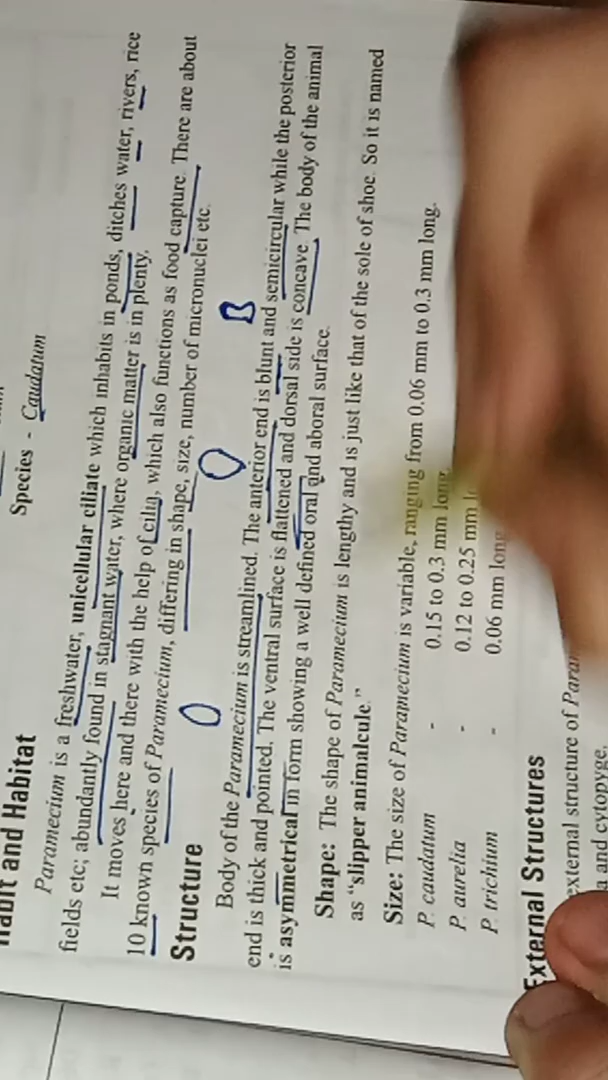 Species - Caudatum
Habit and Habitat
Paramecium is a freshwater, unicellular ciliate which inhabits in ponds, ditches water, rivers, rice
fields etc; abundantly found in stagnant water, where organic matter is in plenty.
It moves here and there with the help of cilia, which also functions as food capture. There are about
10 known species of Paramecium, differing in shape, size, number of micronuclei etc.
Structure
Body of the Paramecium is streamlined. The anterior end is blunt and semicircular while the posterior
end is thick and pointed. The ventral surface is flattened and dorsal side is concave. The body of the animal
is asymmetrical in form showing a well defined oral and aboral surface.
Shape: The shape of Paramecium is lengthy and is just like that of the sole of shoe. So it is named
as “slipper animalcule.”
Size: The size of Paramecium is variable, ranging from 0.06 mm to 0.3 mm long.
P. caudatum - 0.15 to 0.3 mm long.
P. aurelia - 0.12 to 0.25 mm
P. trichium - 0.06 mm long
External Structures
external structure of
and cytopyge.